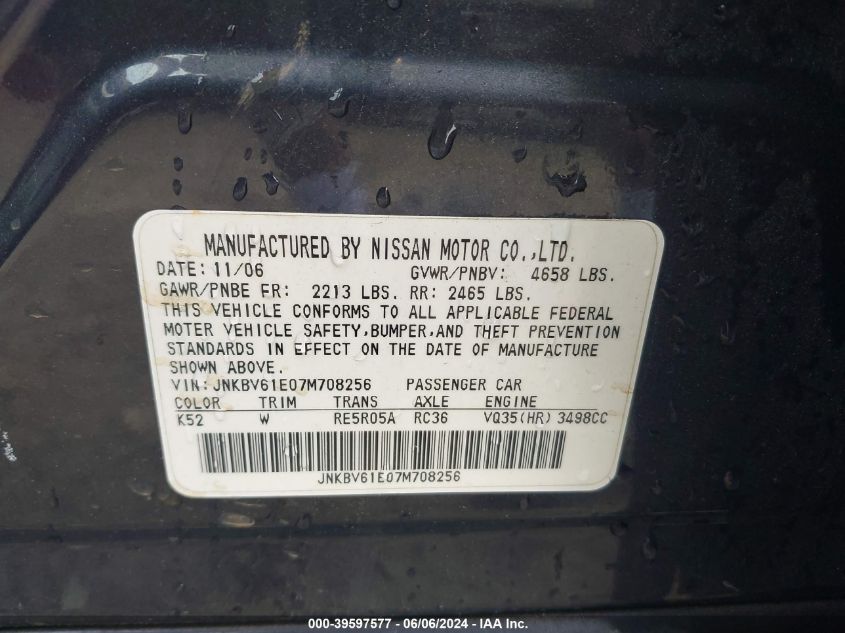 MANUFACTURED BY NISSAN MOTOR CO.,LTD.
DATE: 11/06 GVWR/PNBV: 4658 LBS.
GAWR/PNBE FR: 2213 LBS. RR: 2465 LBS.
THIS VEHICLE CONFORMS TO ALL APPLICABLE FEDERAL
MOTER VEHICLE SAFETY,BUMPER,AND THEFT PREVENTION
STANDARDS IN EFFECT ON THE DATE OF MANUFACTURE
SHOWN ABOVE.
VIN:JNKBV61E07M708256 PASSENGER CAR
COLOR TRIM TRANS AXLE ENGINE
K52 W RE5R05A RC36 VQ35(HR) 3498CC
JNKBV61E07M708256
000-39597577 - 06/06/2024 - IAA Inc.